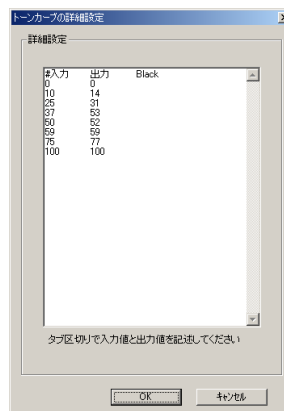 トーンカーブの詳細設定
詳細設定
#入力 出力 Black
0 0
10 14
25 31
37 53
50 52
59 59
75 77
100 100
タブ区切りで入力値と出力値を記述してください
OK キャンセル